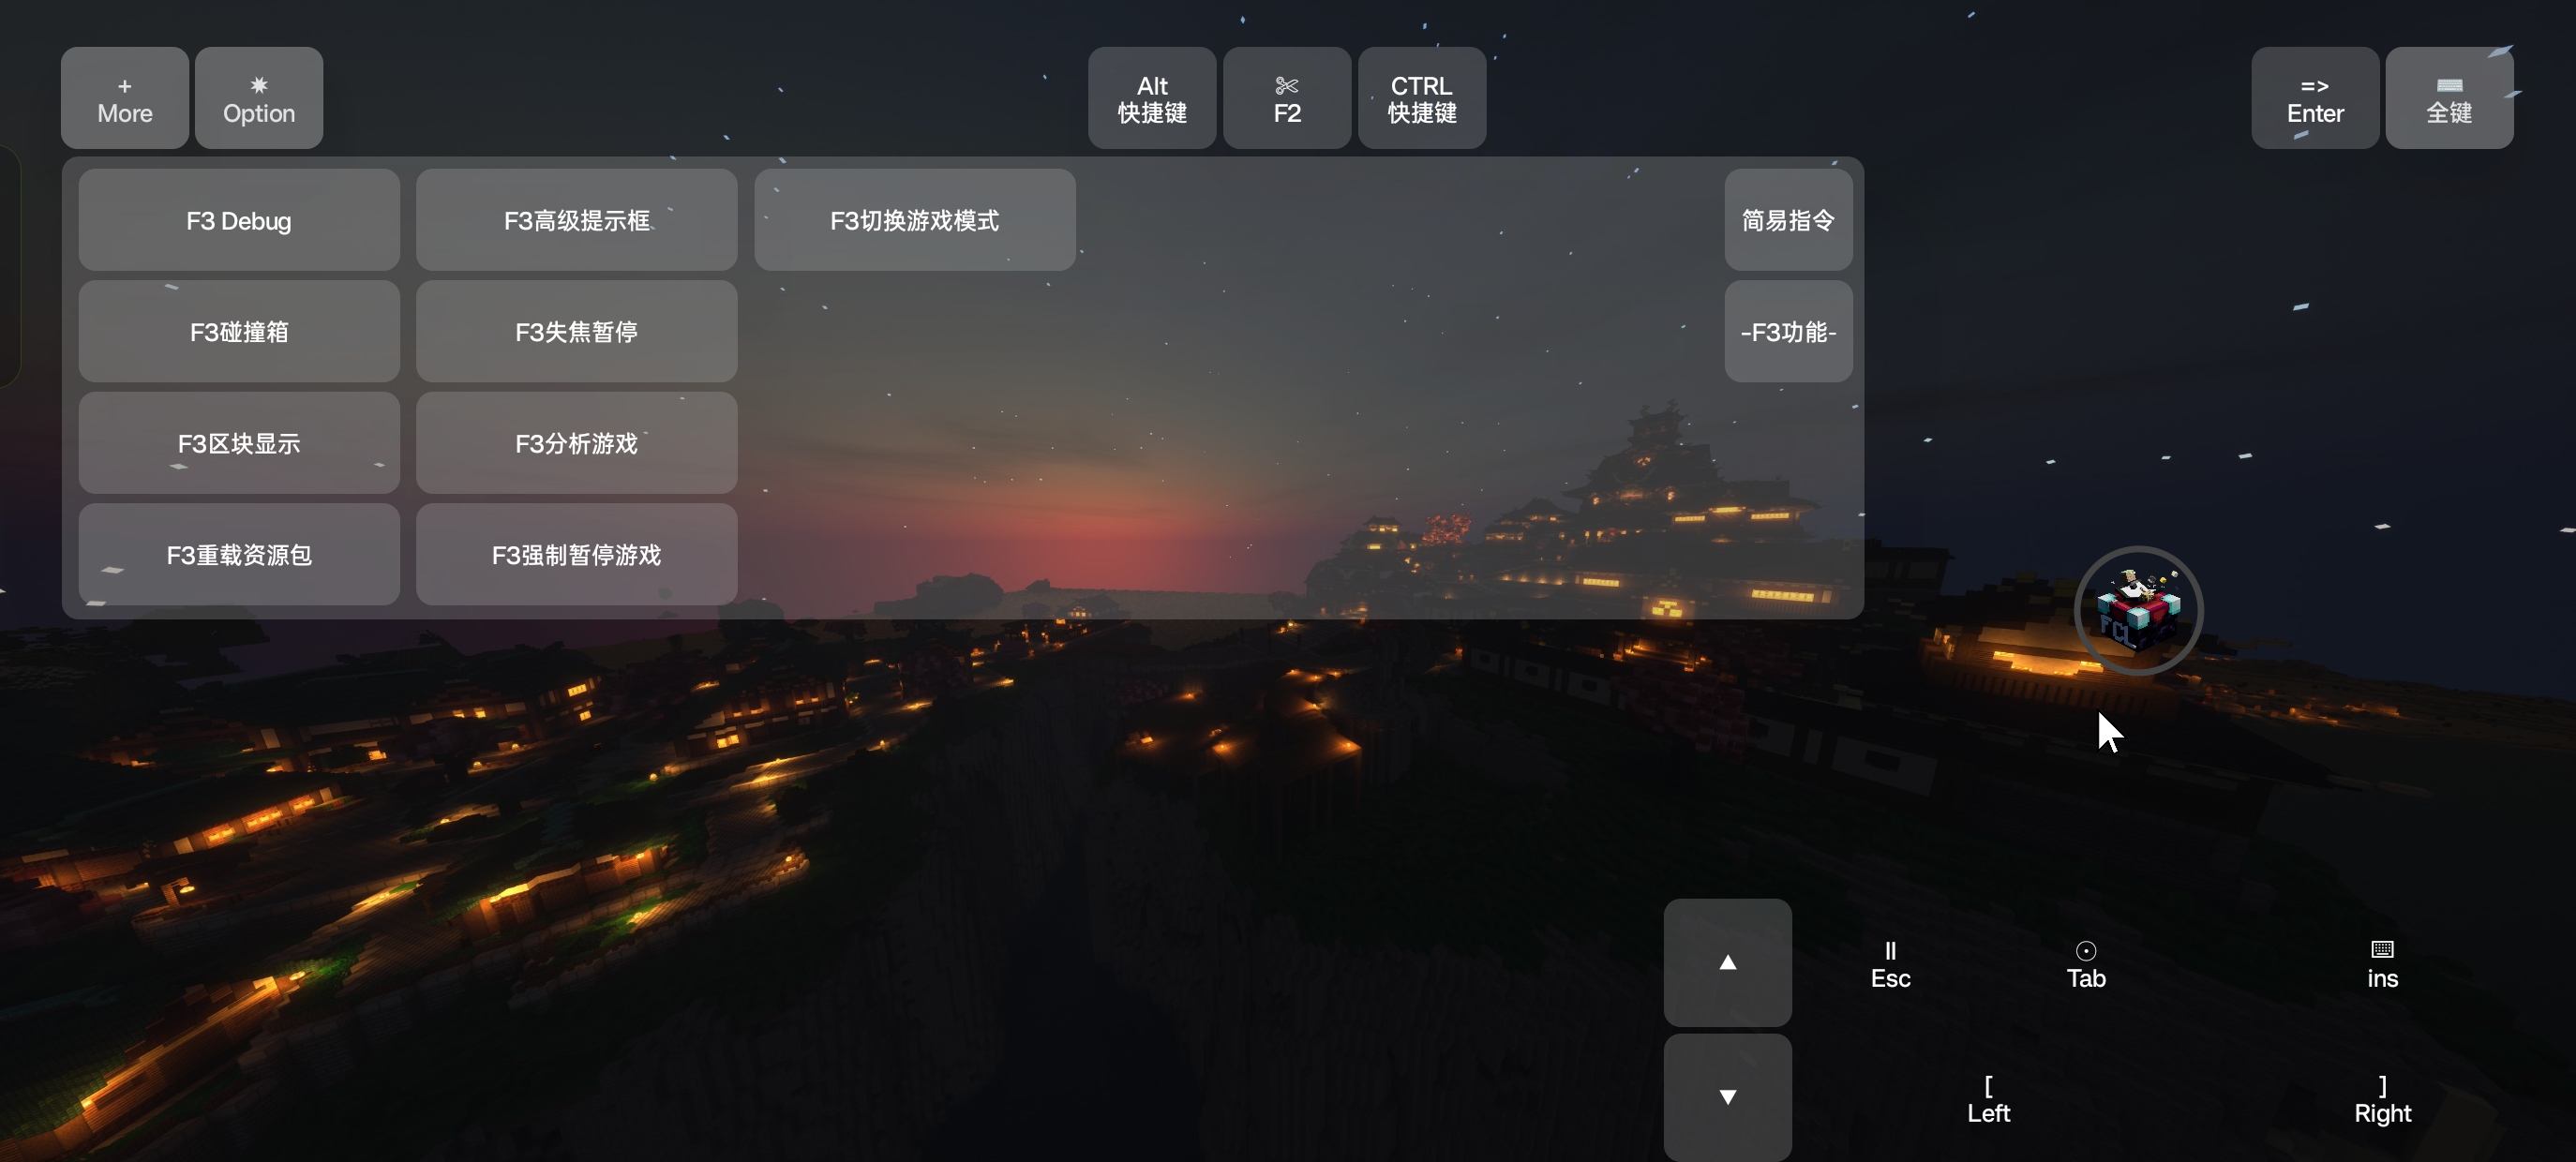 +
More
✷
Option
Alt
快捷键
✄
F2
CTRL
快捷键
=>
Enter
全键
F3 Debug
F3高级提示框
F3切换游戏模式
简易指令
F3碰撞箱
F3失焦暂停
-F3功能-
F3区块显示
F3分析游戏
F3重载资源包
F3强制暂停游戏
FCL
▲
II
Esc
☉
Tab
ins
▼
[
Left
]
Right